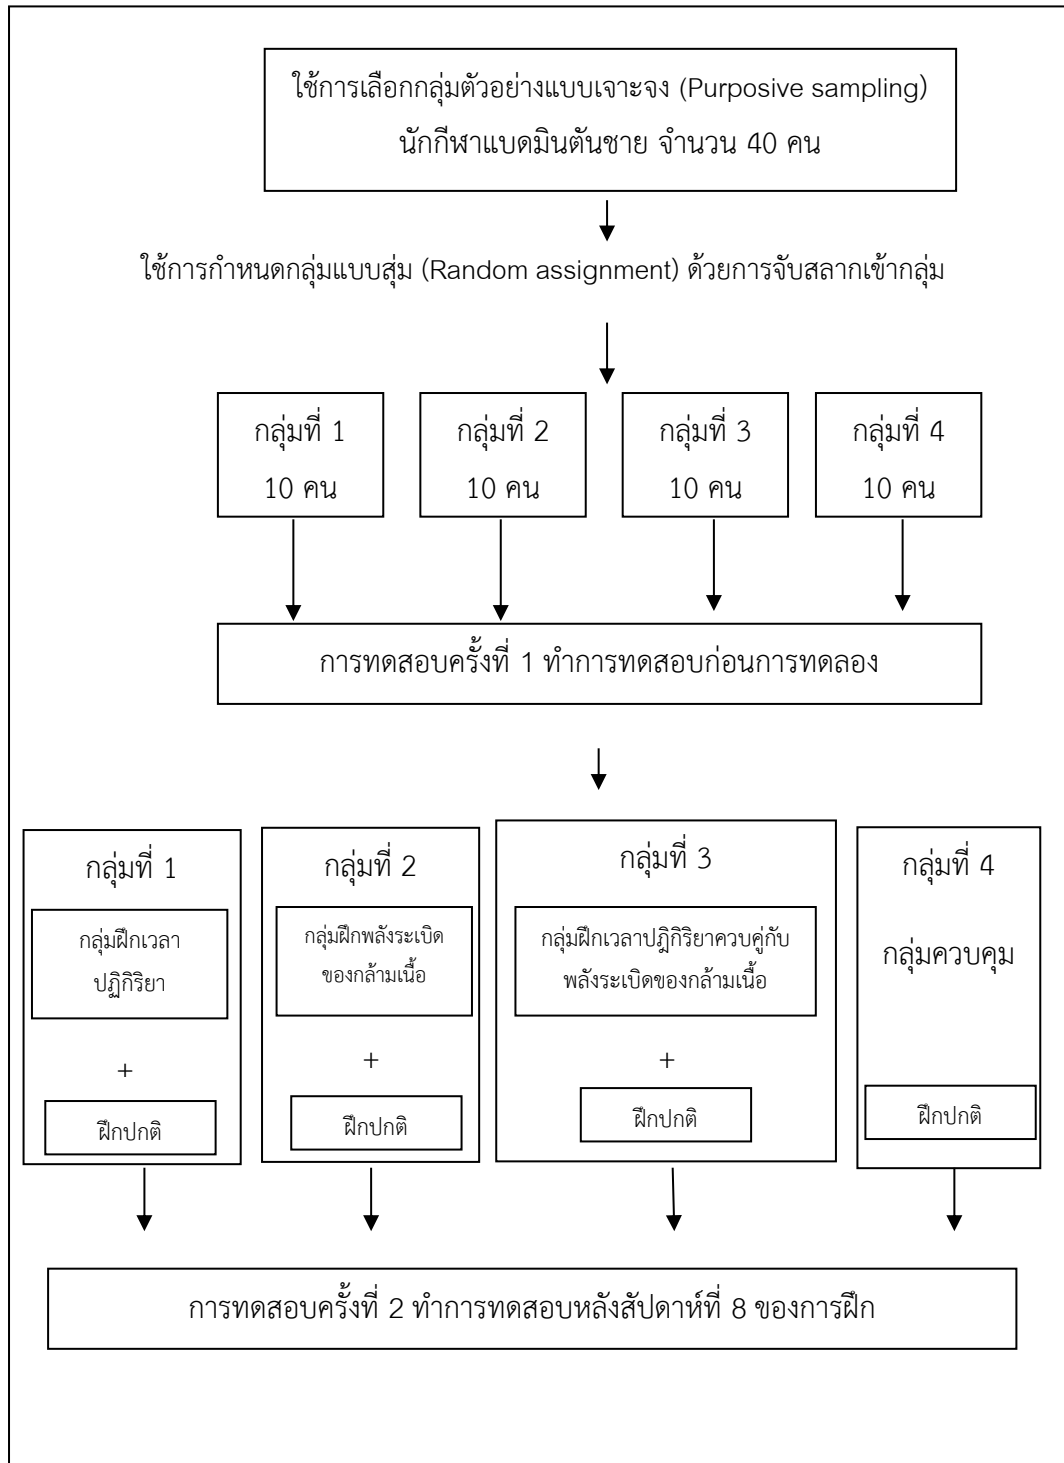 ใช้การเลือกกลุ่มตัวอย่างแบบเจาะจง (Purposive sampling)
นักกีฬาแบดมินตันชาย จำนวน 40 คน
ใช้การกำหนดกลุ่มแบบสุ่ม (Random assignment) ด้วยการจับสลากเข้ากลุ่ม
กลุ่มที่ 1
10 คน
กลุ่มที่ 2
10 คน
กลุ่มที่ 3
10 คน
กลุ่มที่ 4
10 คน
การทดสอบครั้งที่ 1 ทำการทดสอบก่อนการทดลอง
กลุ่มที่ 1
กลุ่มฝึกเวลา
ปฏิกิริยา
+
ฝึกปกติ
กลุ่มที่ 2
กลุ่มฝึกพลังระเบิด
ของกล้ามเนื้อ
+
ฝึกปกติ
กลุ่มที่ 3
กลุ่มฝึกเวลาปฎิกิริยาควบคู่กับ
พลังระเบิดของกล้ามเนื้อ
+
ฝึกปกติ
กลุ่มที่ 4
กลุ่มควบคุม
ฝึกปกติ
การทดสอบครั้งที่ 2 ทำการทดสอบหลังสัปดาห์ที่ 8 ของการฝึก